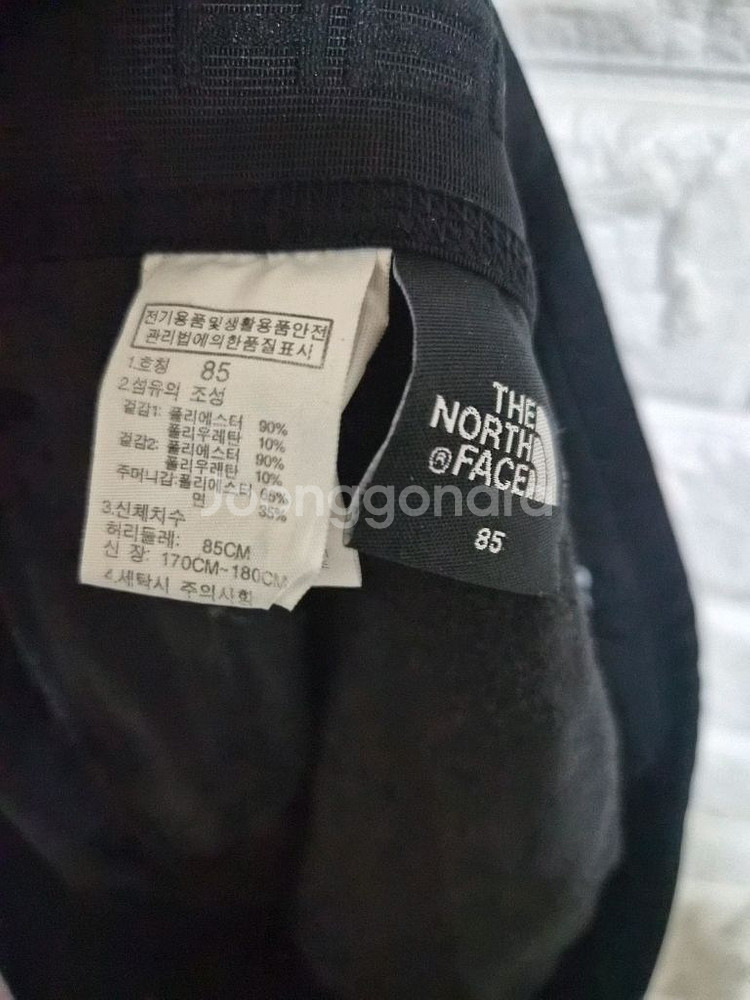 전기용품및생활용품안전
관리법에의한품질표시
1.호칭 85
2.섬유의 조성
겉감1: 폴리에스터 90%
폴리우레탄 10%
겉감2: 폴리에스터 90%
폴리우레탄 10%
주머니감:폴리에스터 65%
면 35%
3.신체치수
허리둘레: 85CM
신 장: 170CM~180CM
4.세탁시 주의사항
THE
NORTH
®FACE
85
Joonggonara